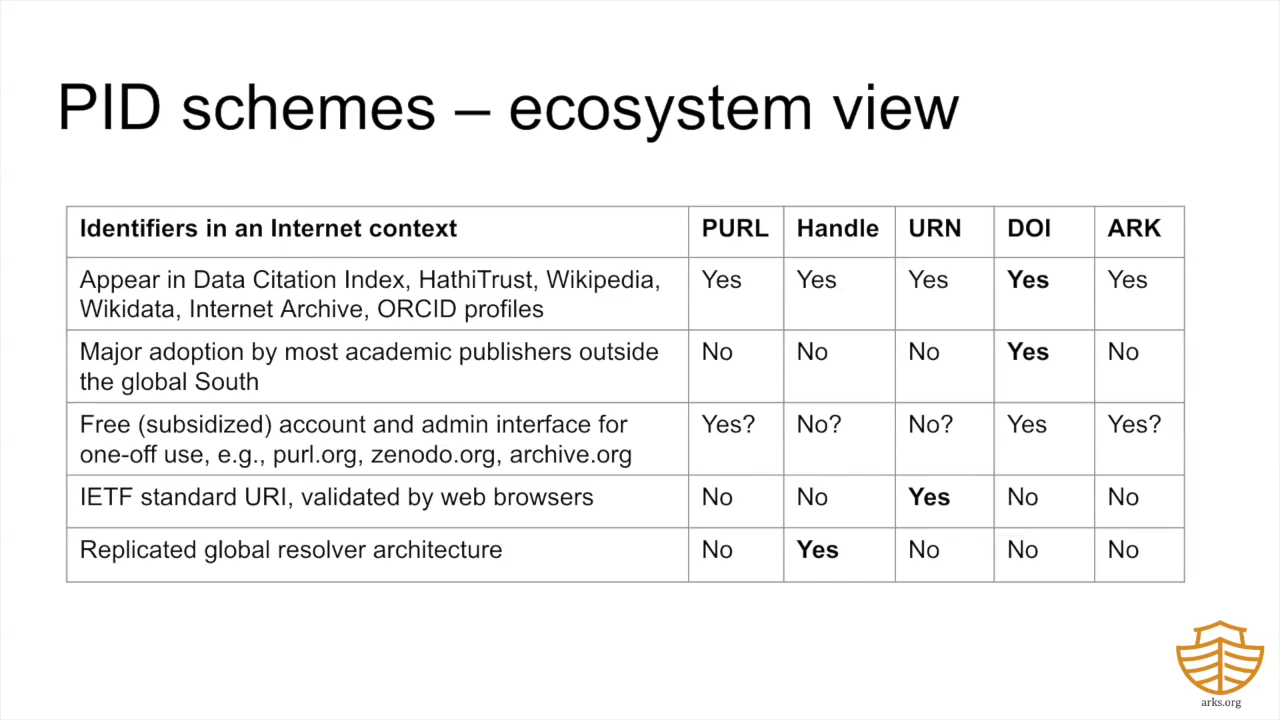 PID schemes – ecosystem view
Identifiers in an Internet context PURL Handle URN DOI ARK
Appear in Data Citation Index, HathiTrust, Wikipedia, Yes Yes Yes Yes Yes
Wikidata, Internet Archive, ORCID profiles
Major adoption by most academic publishers outside No No No Yes No
the global South
Free (subsidized) account and admin interface for Yes? No? No? Yes Yes?
one-off use, e.g., purl.org, zenodo.org, archive.org
IETF standard URI, validated by web browsers No No Yes No No
Replicated global resolver architecture No Yes No No No
arks.org